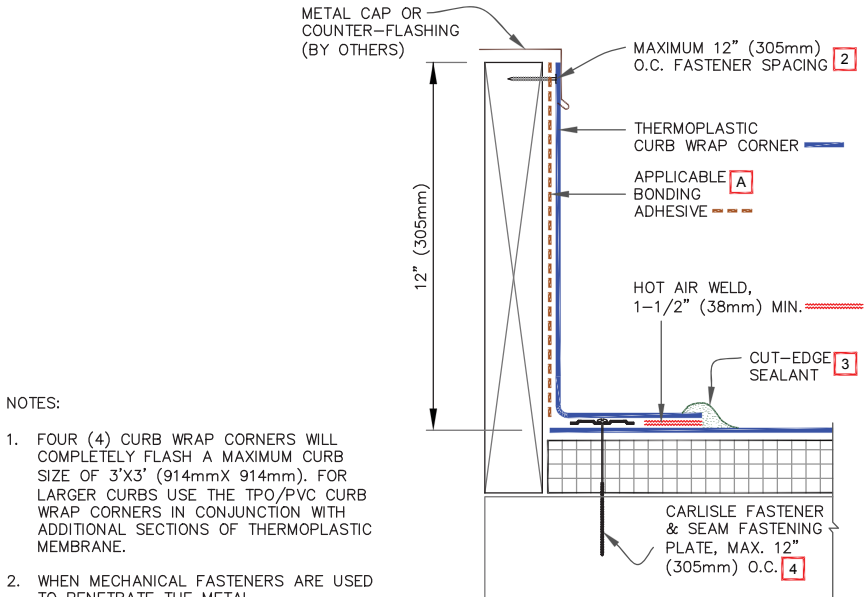 METAL CAP OR
COUNTER-FLASHING
(BY OTHERS)
MAXIMUM 12" (305mm)
O.C. FASTENER SPACING 2
THERMOPLASTIC
CURB WRAP CORNER
APPLICABLE A
BONDING
ADHESIVE
12" (305mm)
HOT AIR WELD,
1-1/2" (38mm) MIN.
CUT-EDGE 3
SEALANT
CARLISLE FASTENER
& SEAM FASTENING
PLATE, MAX. 12"
(305mm) O.C. 4
NOTES:
1. FOUR (4) CURB WRAP CORNERS WILL
COMPLETELY FLASH A MAXIMUM CURB
SIZE OF 3'X3' (914mmX 914mm). FOR
LARGER CURBS USE THE TPO/PVC CURB
WRAP CORNERS IN CONJUNCTION WITH
ADDITIONAL SECTIONS OF THERMOPLASTIC
MEMBRANE.
2. WHEN MECHANICAL FASTENERS ARE USED
TO PENETRATE THE METAL